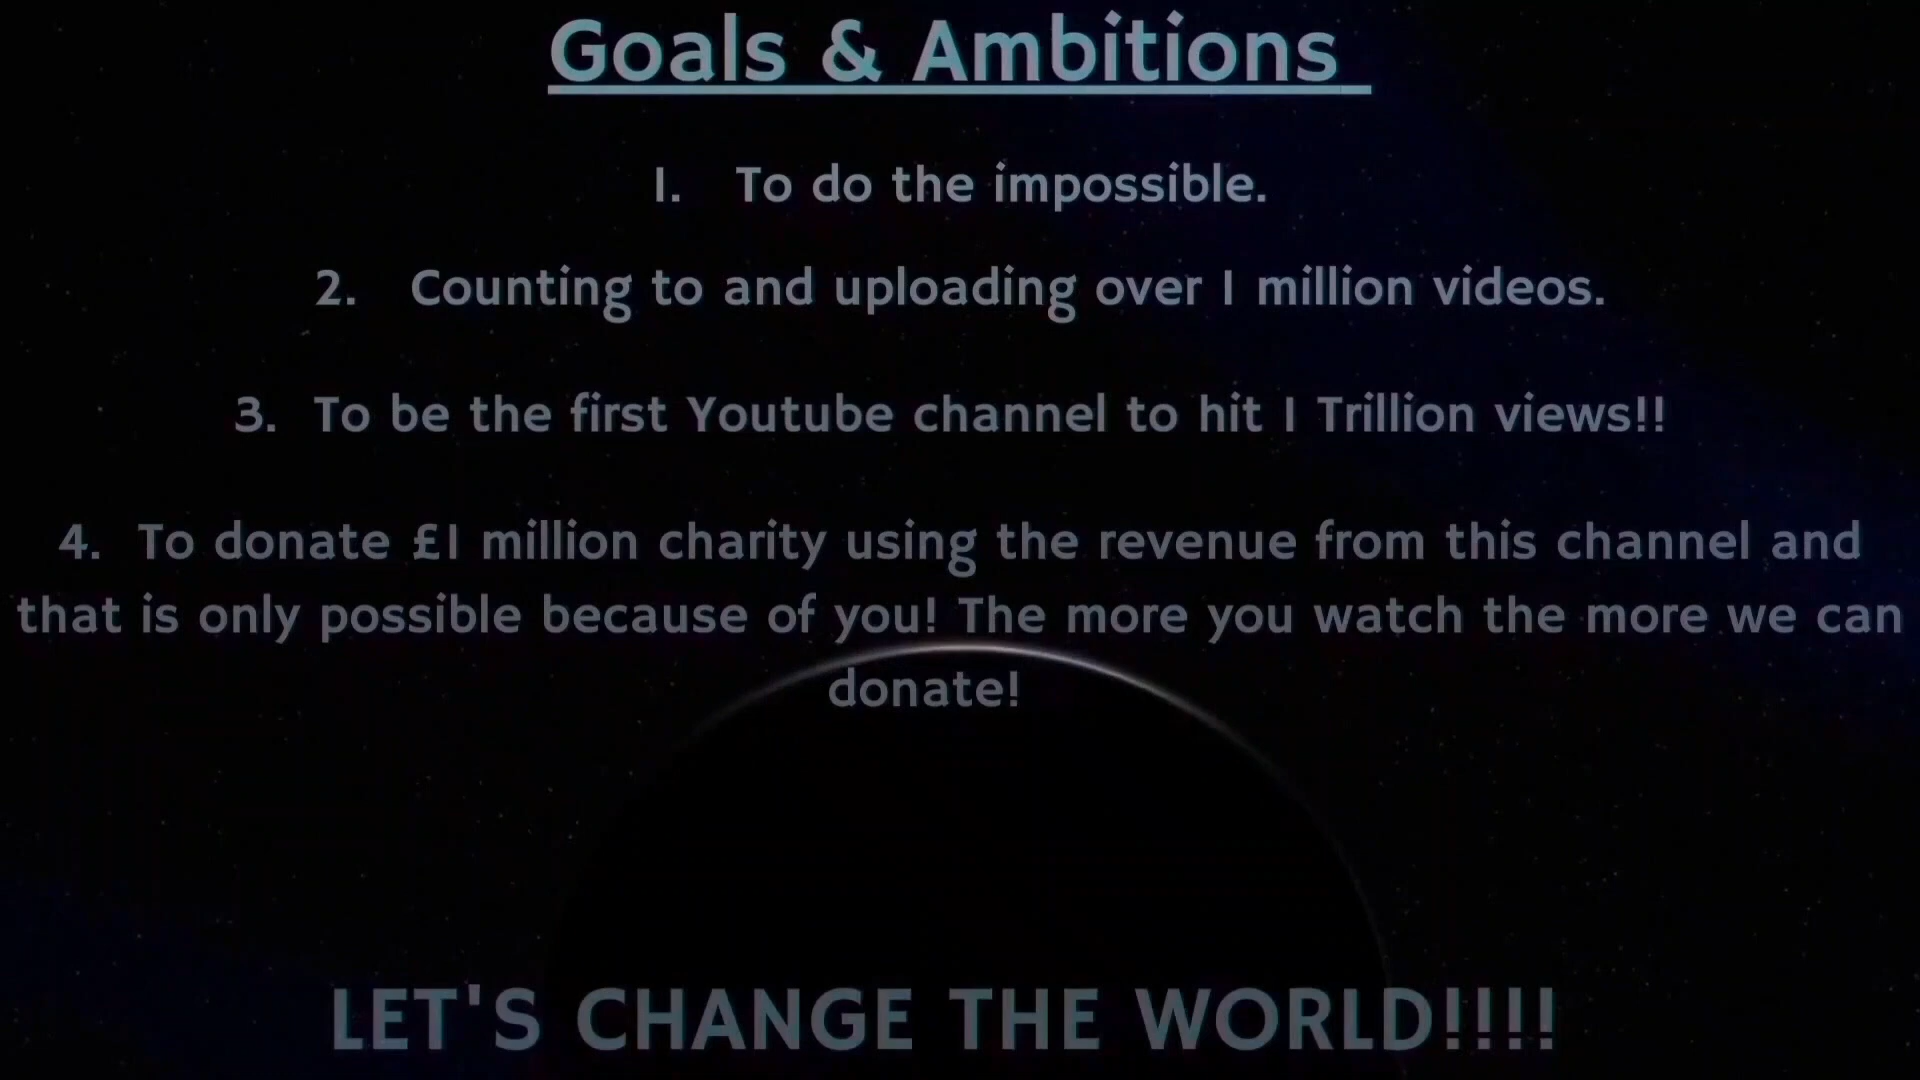 Goals & Ambitions
1. To do the impossible.
2. Counting to and uploading over 1 million videos.
3. To be the first Youtube channel to hit 1 Trillion views!!
4. To donate £1 million charity using the revenue from this channel and
that is only possible because of you! The more you watch the more we can
donate!
LET'S CHANGE THE WORLD!!!!